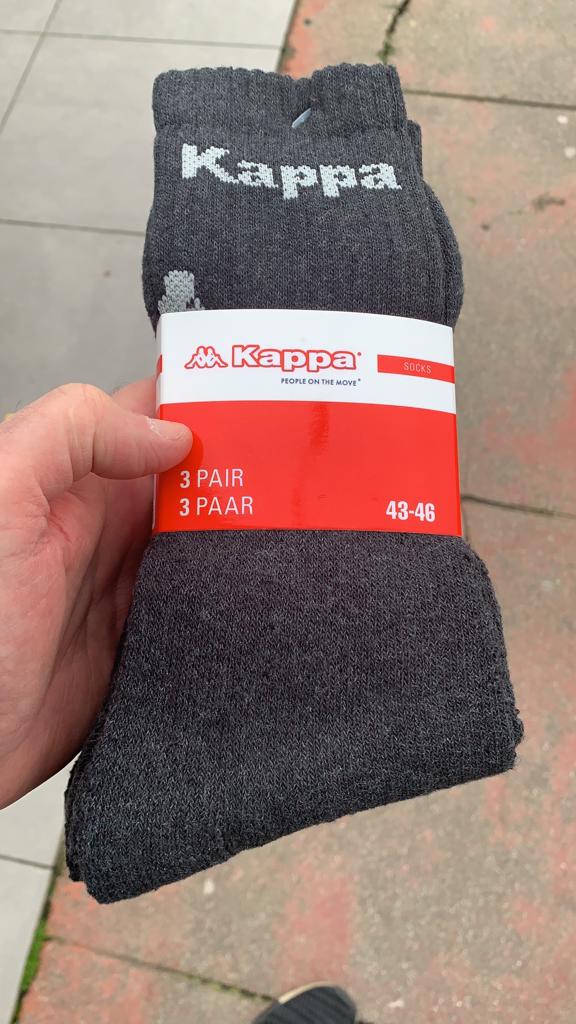 Kappa
Kappa
SOCKS
PEOPLE ON THE MOVE®
3 PAIR
3 PAAR
43-46